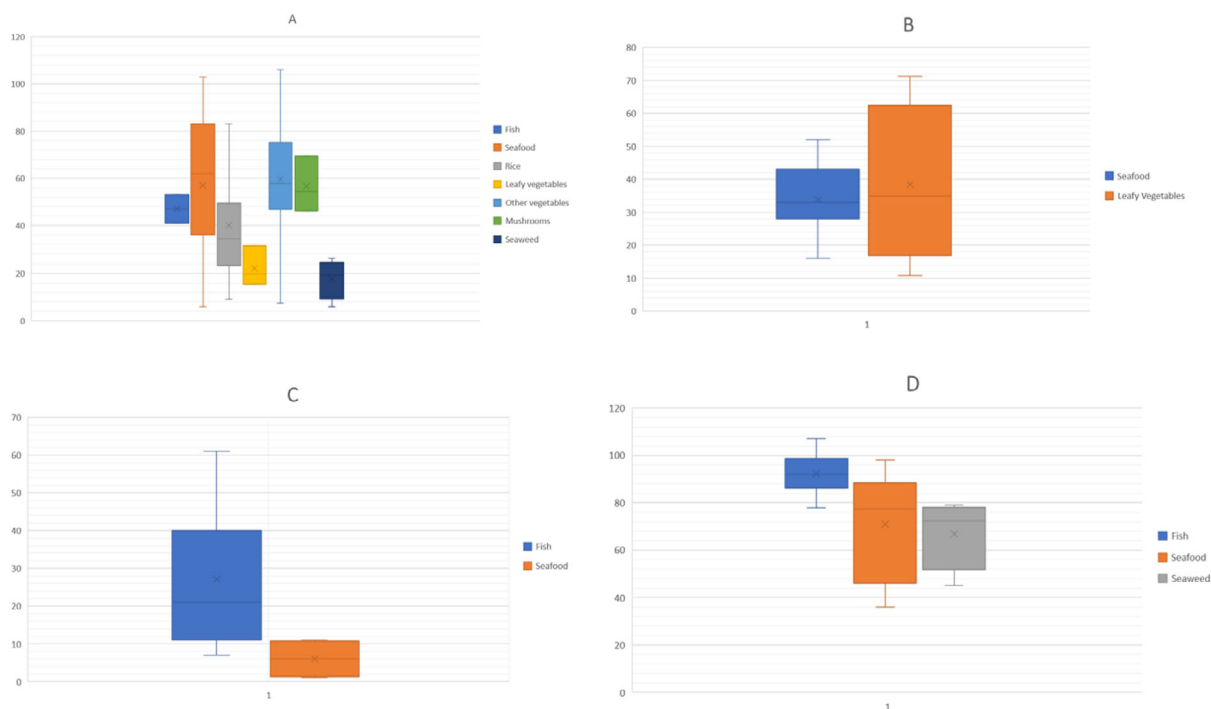 A
120
100
80
60
40
20
0
Fish
Seafood
Rice
Leafy vegetables
Other vegetables
Mushrooms
Seaweed
B
80
70
60
50
40
30
20
10
0
1
Seafood
Leafy Vegetables
C
70
60
50
40
30
20
10
0
1
Fish
Seafood
D
120
100
80
60
40
20
0
1
Fish
Seafood
Seaweed